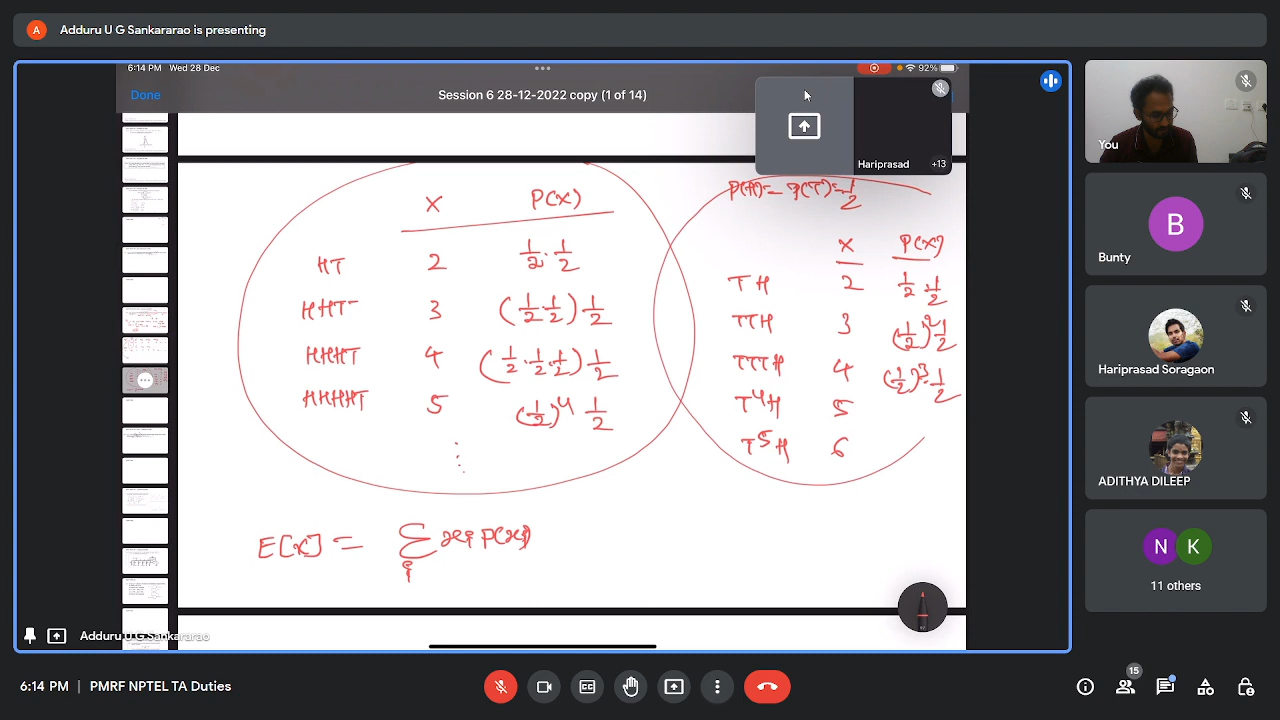 A Adduru U G Sankararao is presenting
6:14 PM Wed 28 Dec
92%
Done
Session 6 28-12-2022 copy (1 of 14)
Hariprasad +13
X P(X)
HT 2 1/2 · 1/2
HHT 3 (1/2 · 1/2) 1/2
HHHT 4 (1/2 · 1/2 · 1/2) 1/2
HHHHT 5 (1/2)^4 1/2
⋮
E[X] = Σ_i x_i P(x_i)
P(H) = P(T) = 1/2
X P(X)
TH 2 1/2 · 1/2
TTH 3 (1/2)^2 · 1/2
TTTH 4 (1/2)^3 · 1/2
T^4H 5
T^5H 6
Adduru U G Sankararao
You
B
Bunty
Hariprasad Soragaon
ADITHYA DILEEP
N K
11 others
6:14 PM | PMRF NPTEL TA Duties
15